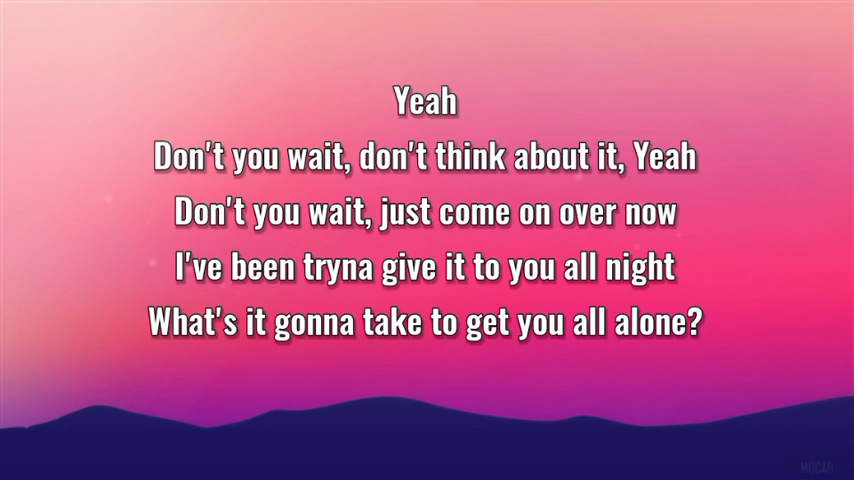 Yeah
Don't you wait, don't think about it, Yeah
Don't you wait, just come on over now
I've been tryna give it to you all night
What's it gonna take to get you all alone?
MOCAH